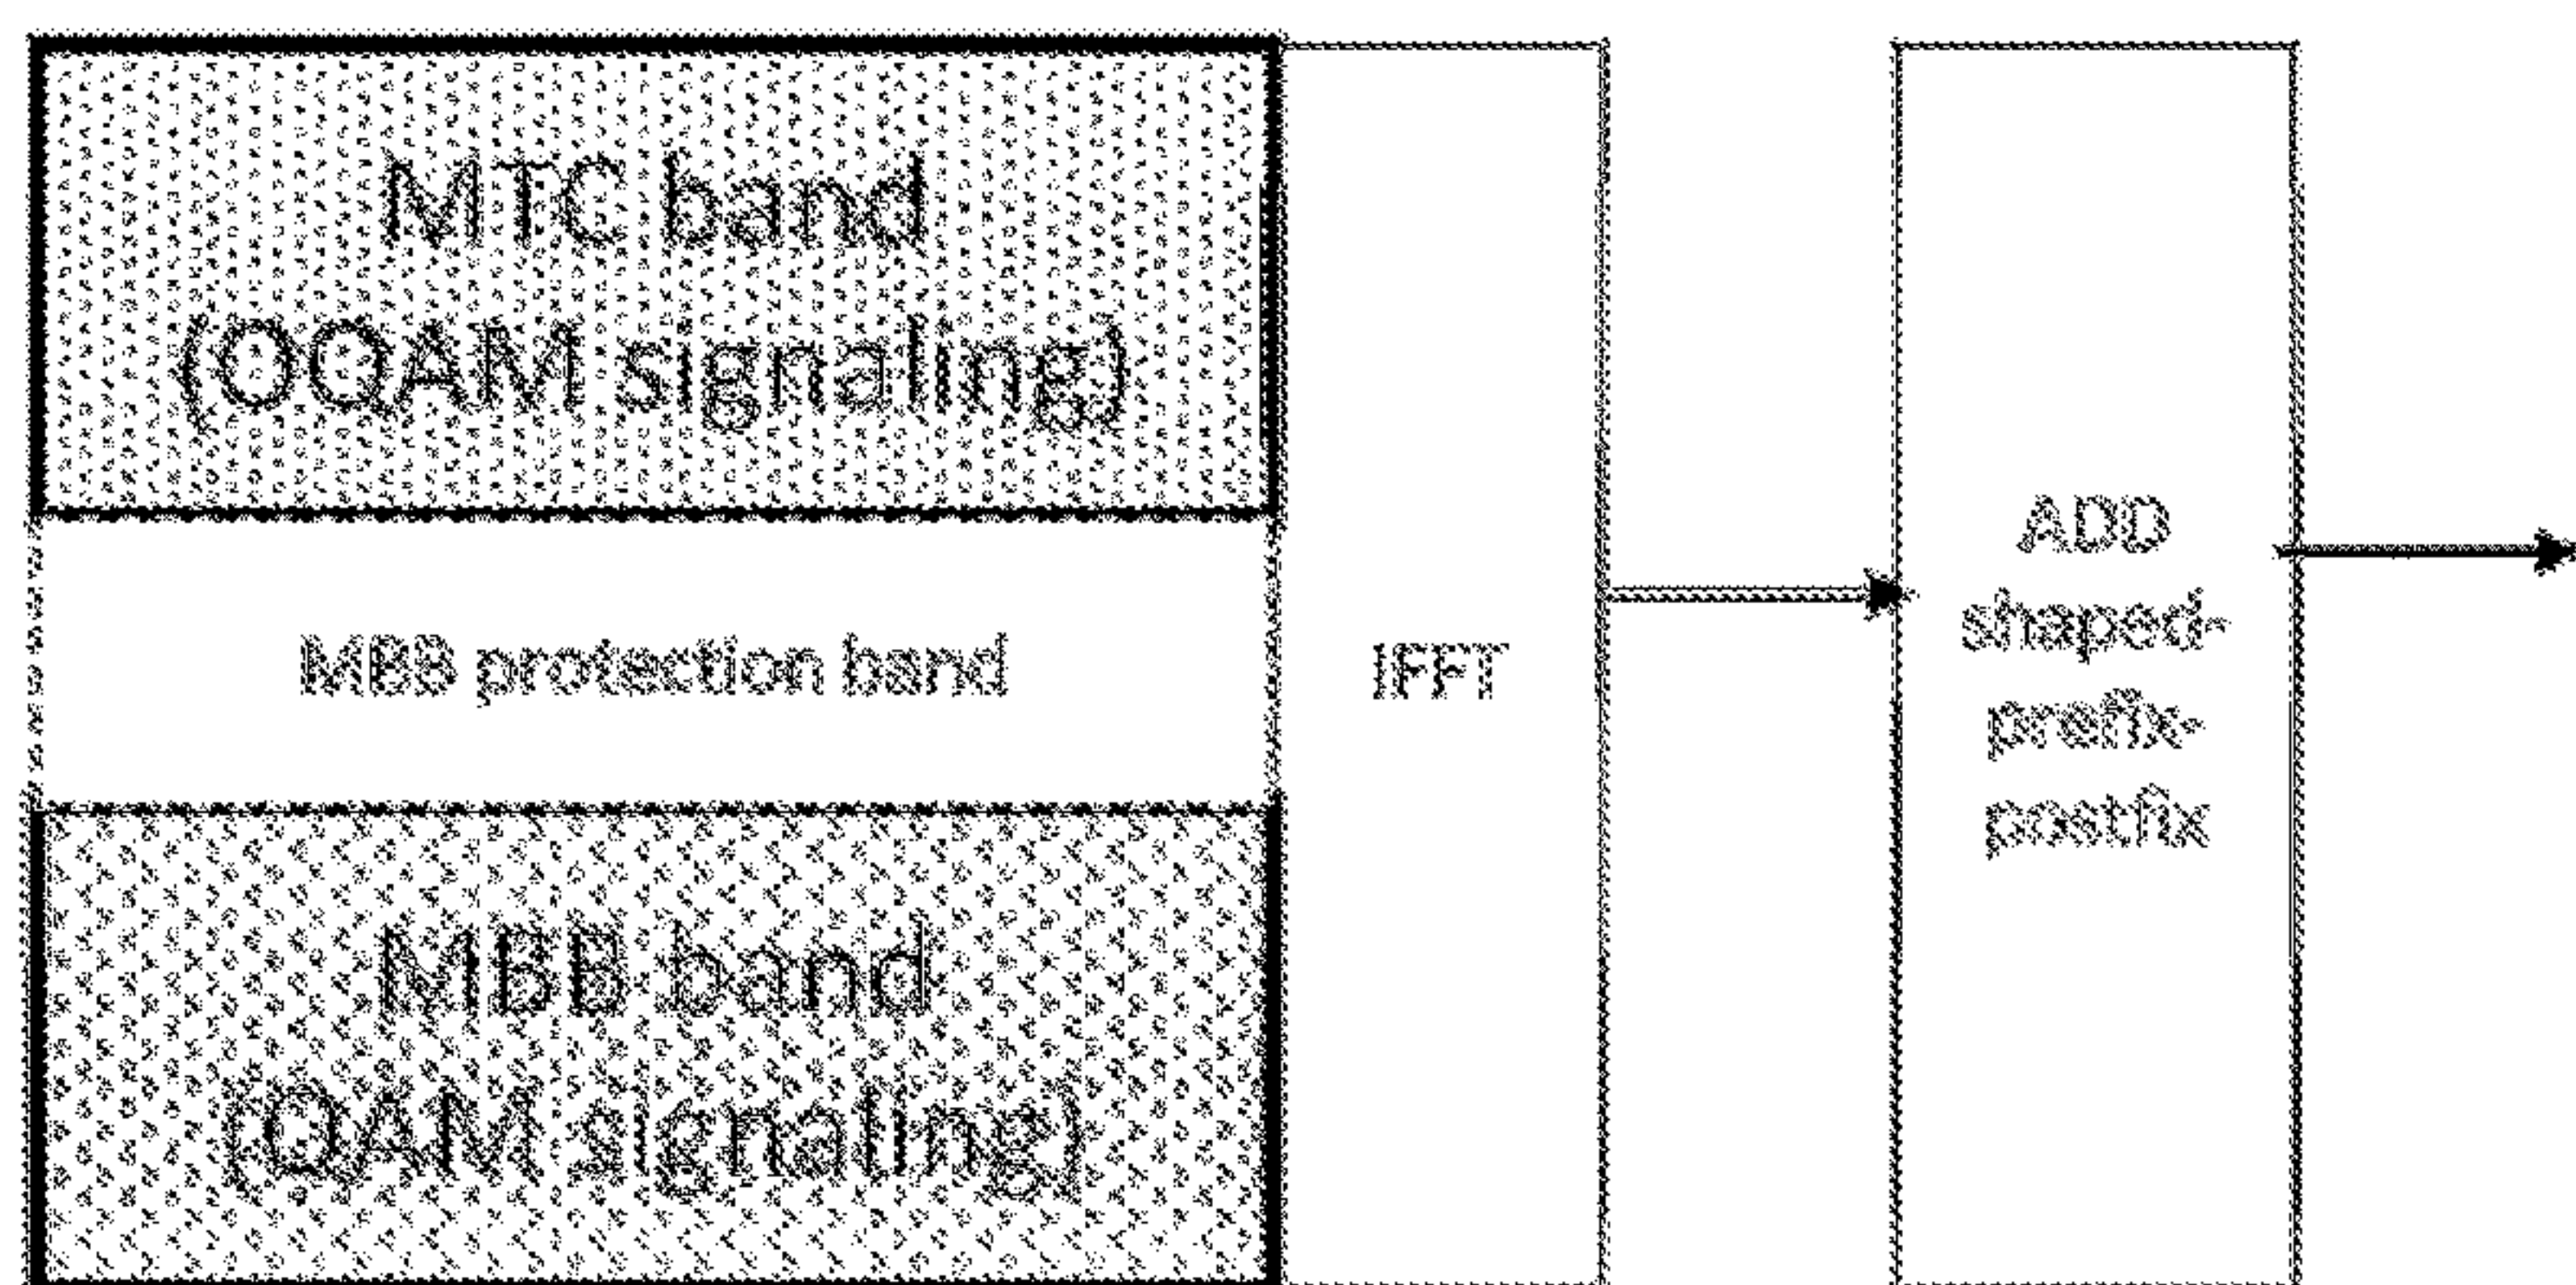 MTC band
(OQAM signaling)
MBB protection band
MBB band
(QAM signaling)
IFFT
ADD
shaped-
prefix-
postfix